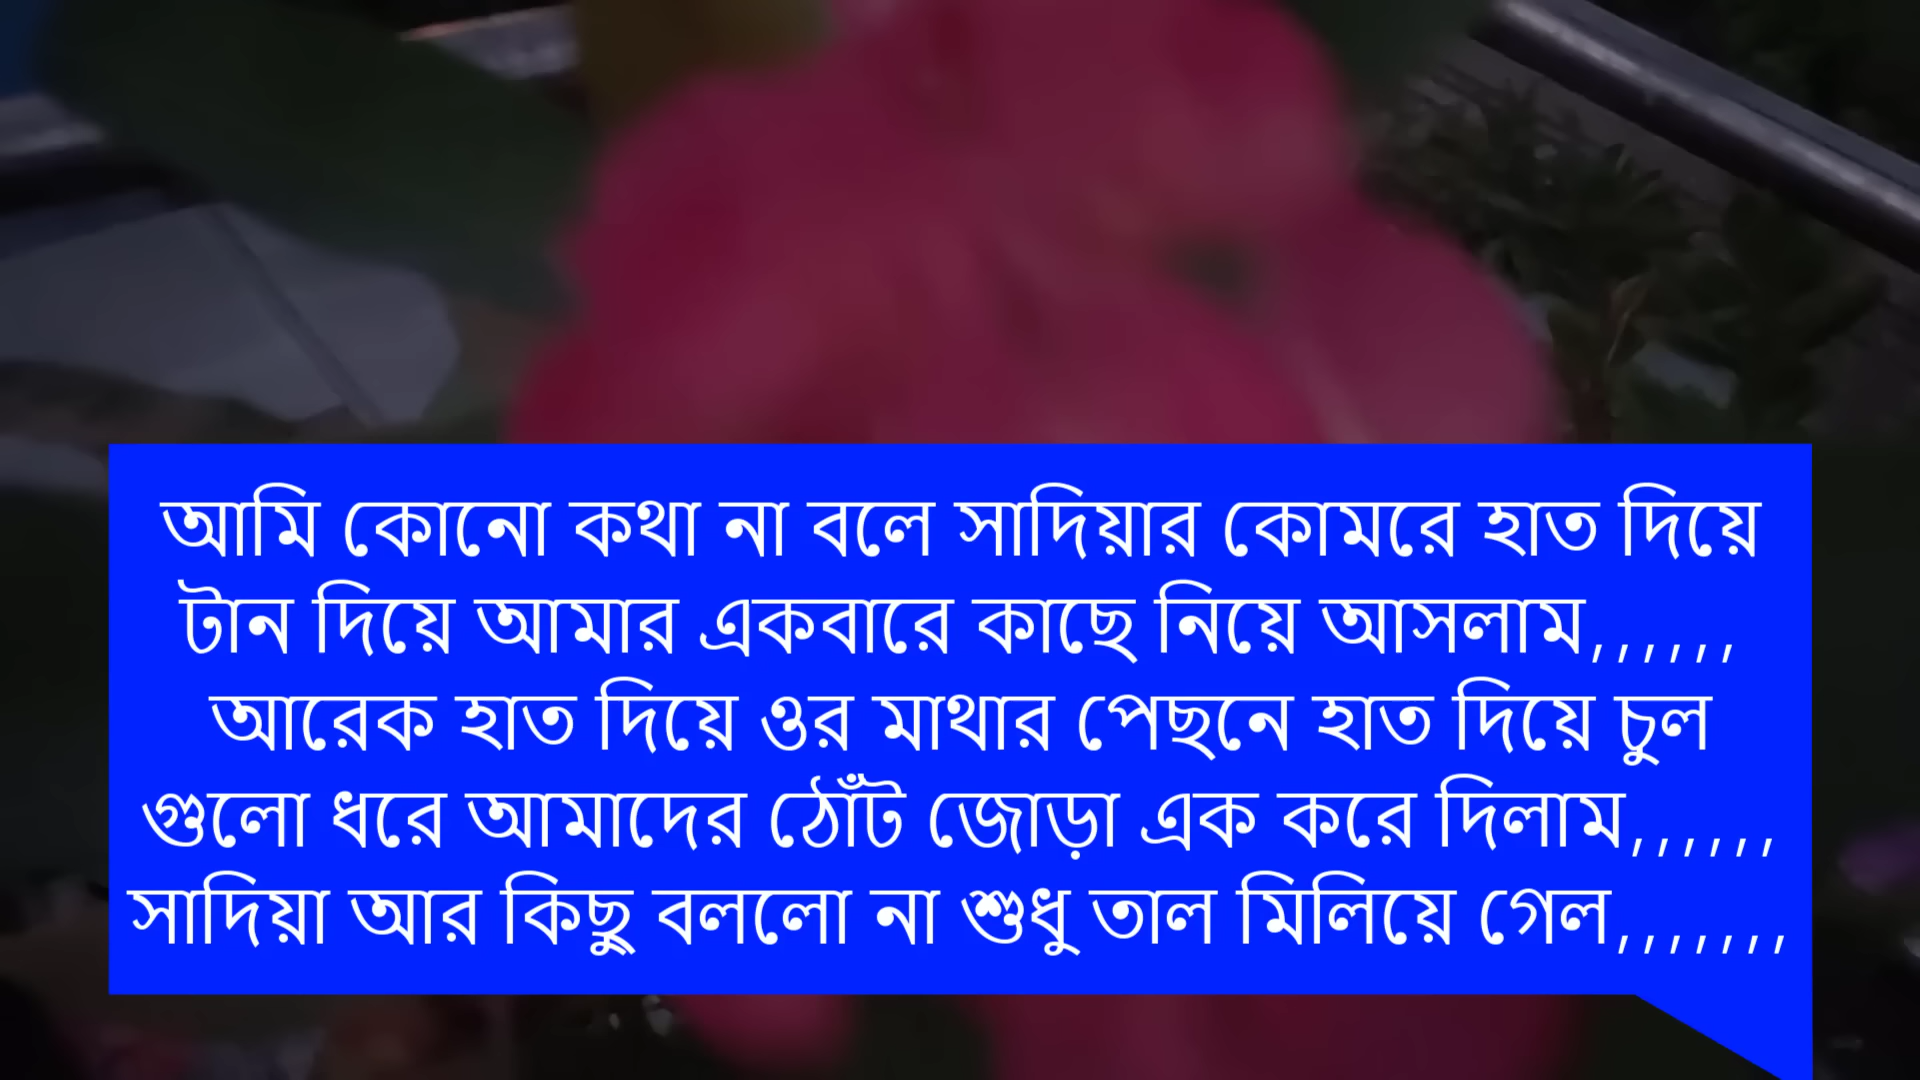 আমি কোনো কথা না বলে সাদিয়ার কোমরে হাত দিয়ে
টান দিয়ে আমার একবারে কাছে নিয়ে আসলাম,,,,,,
আরেক হাত দিয়ে ওর মাথার পেছনে হাত দিয়ে চুল
গুলো ধরে আমাদের ঠোঁট জোড়া এক করে দিলাম,,,,,,
সাদিয়া আর কিছু বললো না শুধু তাল মিলিয়ে গেল,,,,,,,